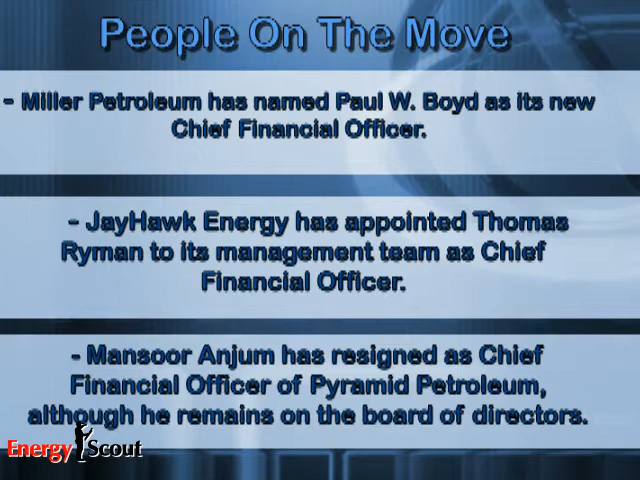 People On The Move
- Miller Petroleum has named Paul W. Boyd as its new
Chief Financial Officer.
- JayHawk Energy has appointed Thomas
Ryman to its management team as Chief
Financial Officer.
- Mansoor Anjum has resigned as Chief
Financial Officer of Pyramid Petroleum,
although he remains on the board of directors.
Energy Scout